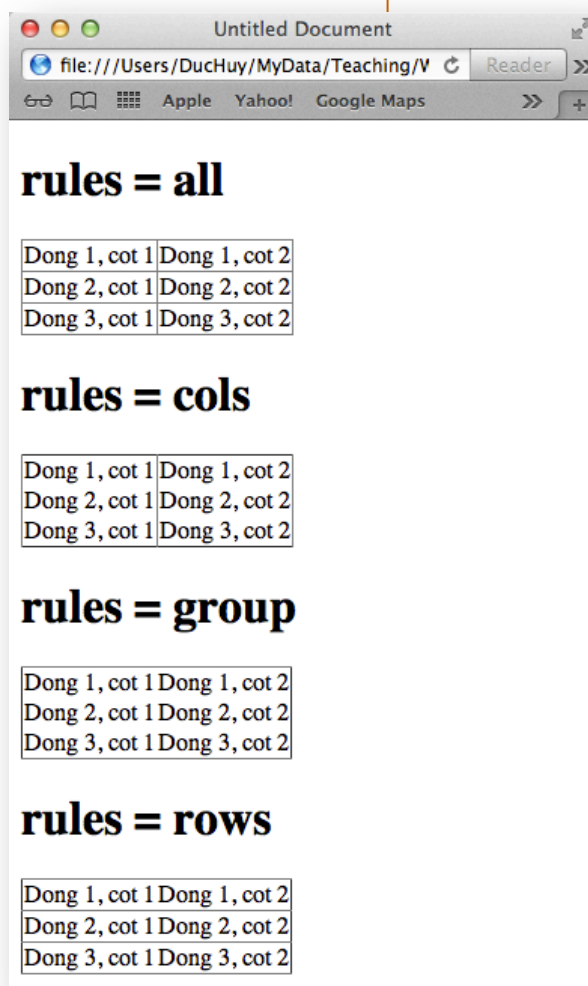 Untitled Document
file:///Users/DucHuy/MyData/Teaching/W Reader
Apple Yahoo! Google Maps
rules = all
Dong 1, cot 1 Dong 1, cot 2
Dong 2, cot 1 Dong 2, cot 2
Dong 3, cot 1 Dong 3, cot 2
rules = cols
Dong 1, cot 1 Dong 1, cot 2
Dong 2, cot 1 Dong 2, cot 2
Dong 3, cot 1 Dong 3, cot 2
rules = group
Dong 1, cot 1 Dong 1, cot 2
Dong 2, cot 1 Dong 2, cot 2
Dong 3, cot 1 Dong 3, cot 2
rules = rows
Dong 1, cot 1 Dong 1, cot 2
Dong 2, cot 1 Dong 2, cot 2
Dong 3, cot 1 Dong 3, cot 2